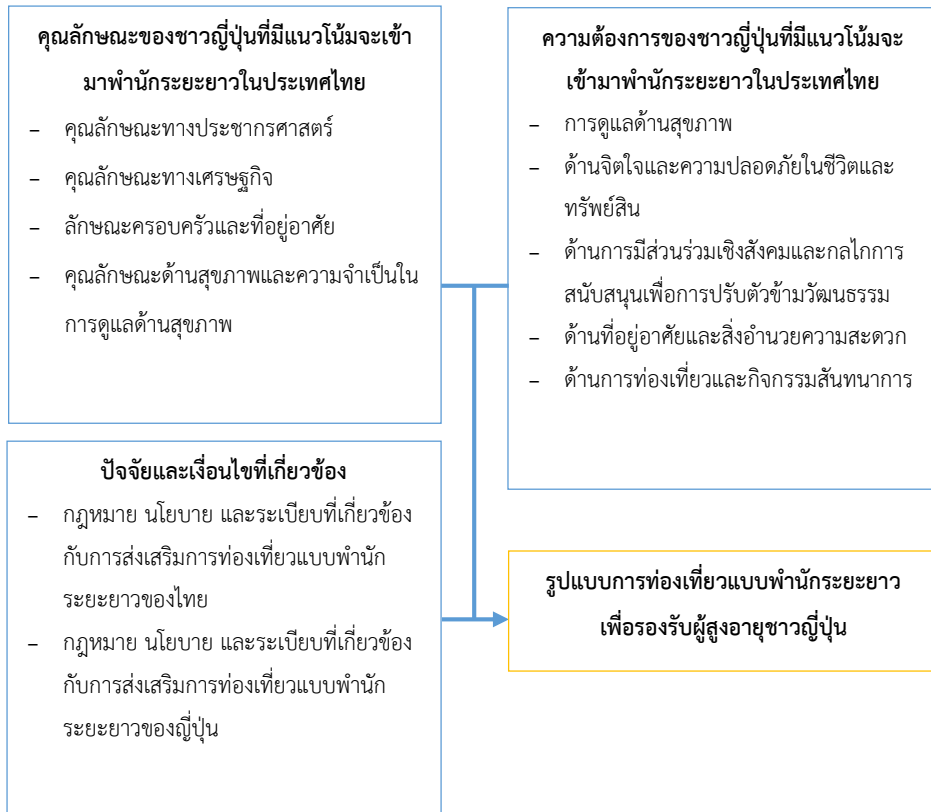 คุณลักษณะของชาวญี่ปุ่นที่มีแนวโน้มจะเข้า
มาพำนักระยะยาวในประเทศไทย
– คุณลักษณะทางประชากรศาสตร์
– คุณลักษณะทางเศรษฐกิจ
– ลักษณะครอบครัวและที่อยู่อาศัย
– คุณลักษณะด้านสุขภาพและความจำเป็นใน
การดูแลด้านสุขภาพ
ความต้องการของชาวญี่ปุ่นที่มีแนวโน้มจะ
เข้ามาพำนักระยะยาวในประเทศไทย
– การดูแลด้านสุขภาพ
– ด้านจิตใจและความปลอดภัยในชีวิตและ
ทรัพย์สิน
– ด้านการมีส่วนร่วมเชิงสังคมและกลไกการ
สนับสนุนเพื่อการปรับตัวข้ามวัฒนธรรม
– ด้านที่อยู่อาศัยและสิ่งอำนวยความสะดวก
– ด้านการท่องเที่ยวและกิจกรรมสันทนาการ
ปัจจัยและเงื่อนไขที่เกี่ยวข้อง
– กฎหมาย นโยบาย และระเบียบที่เกี่ยวข้อง
กับการส่งเสริมการท่องเที่ยวแบบพำนัก
ระยะยาวของไทย
– กฎหมาย นโยบาย และระเบียบที่เกี่ยวข้อง
กับการส่งเสริมการท่องเที่ยวแบบพำนัก
ระยะยาวของญี่ปุ่น
รูปแบบการท่องเที่ยวแบบพำนักระยะยาว
เพื่อรองรับผู้สูงอายุชาวญี่ปุ่น